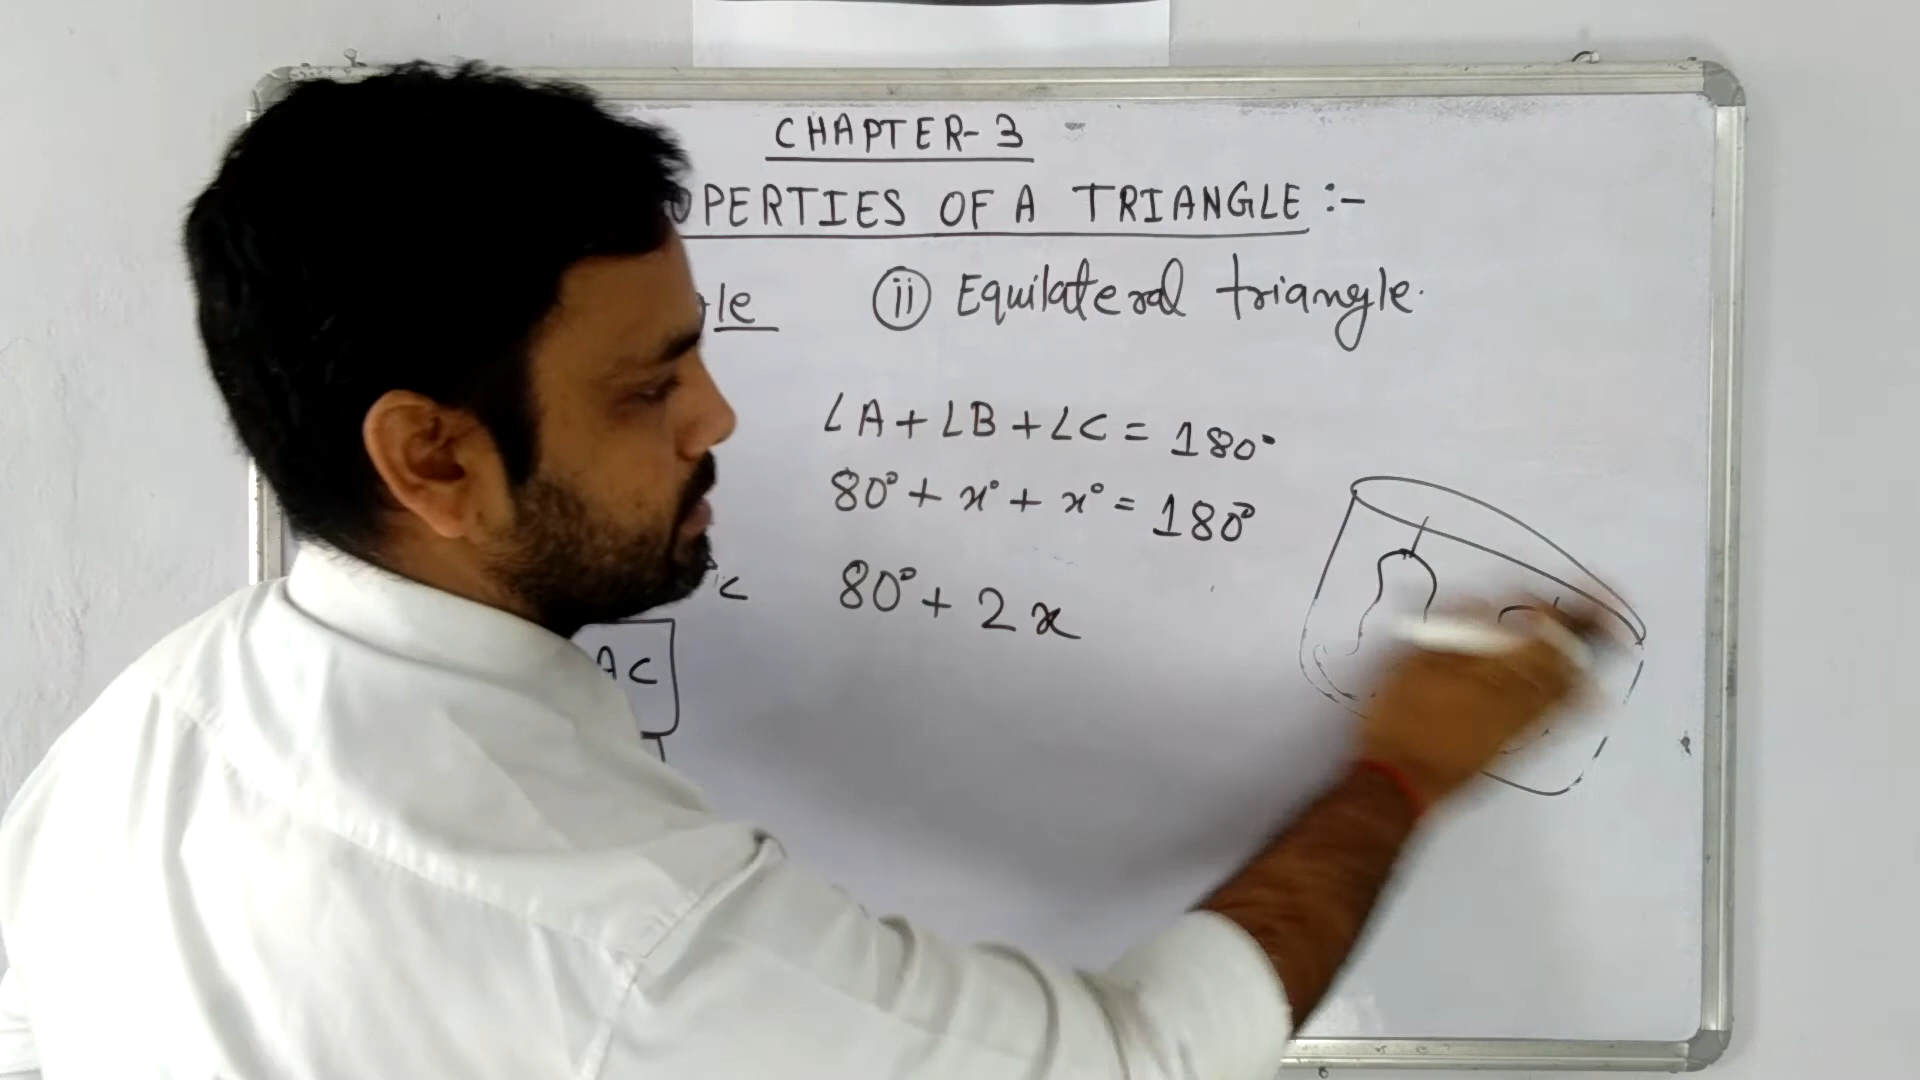 CHAPTER-3
OPERTIES OF A TRIANGLE :-
le
(ii) Equilateral triangle.
∠A + ∠B + ∠C = 180°
80° + x° + x° = 180°
C
80° + 2x
AC